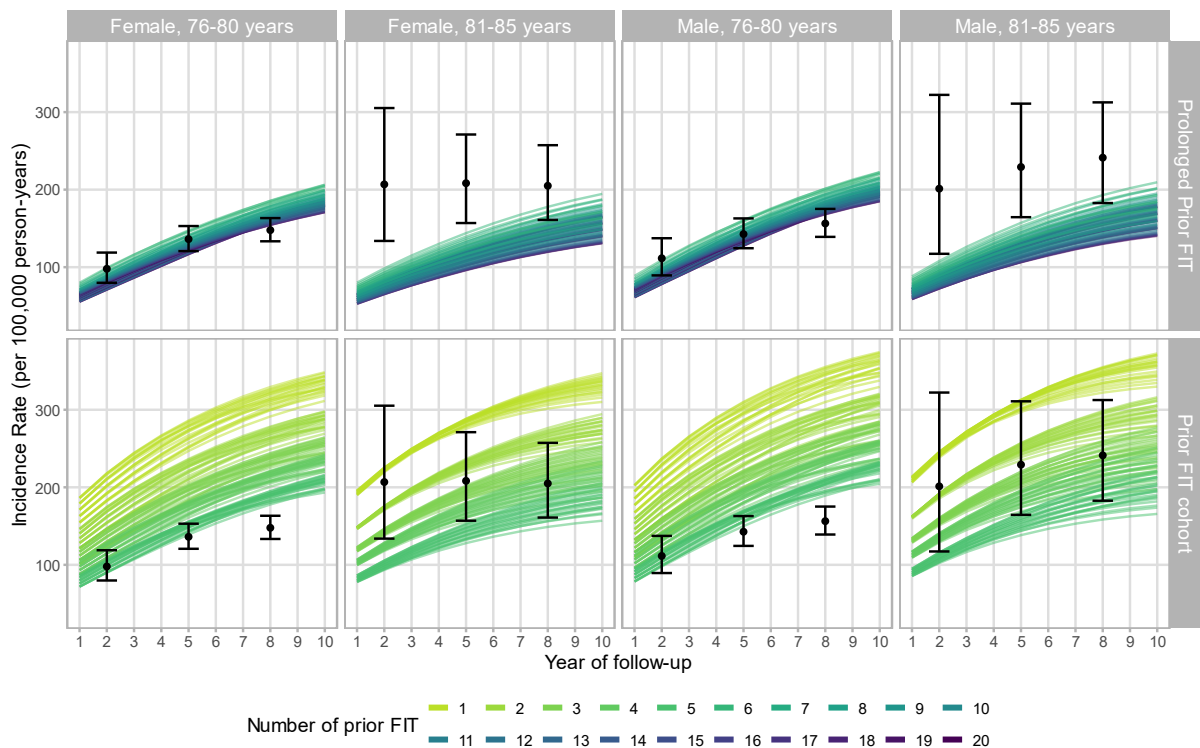 Female, 76-80 years
Female, 81-85 years
Male, 76-80 years
Male, 81-85 years
Incidence Rate (per 100,000 person-years)
300
200
100
Prolonged Prior FIT
300
200
100
Prior FIT cohort
1 2 3 4 5 6 7 8 9 10
1 2 3 4 5 6 7 8 9 10
1 2 3 4 5 6 7 8 9 10
1 2 3 4 5 6 7 8 9 10
Year of follow-up
Number of prior FIT
1 2 3 4 5 6 7 8 9 10
11 12 13 14 15 16 17 18 19 20